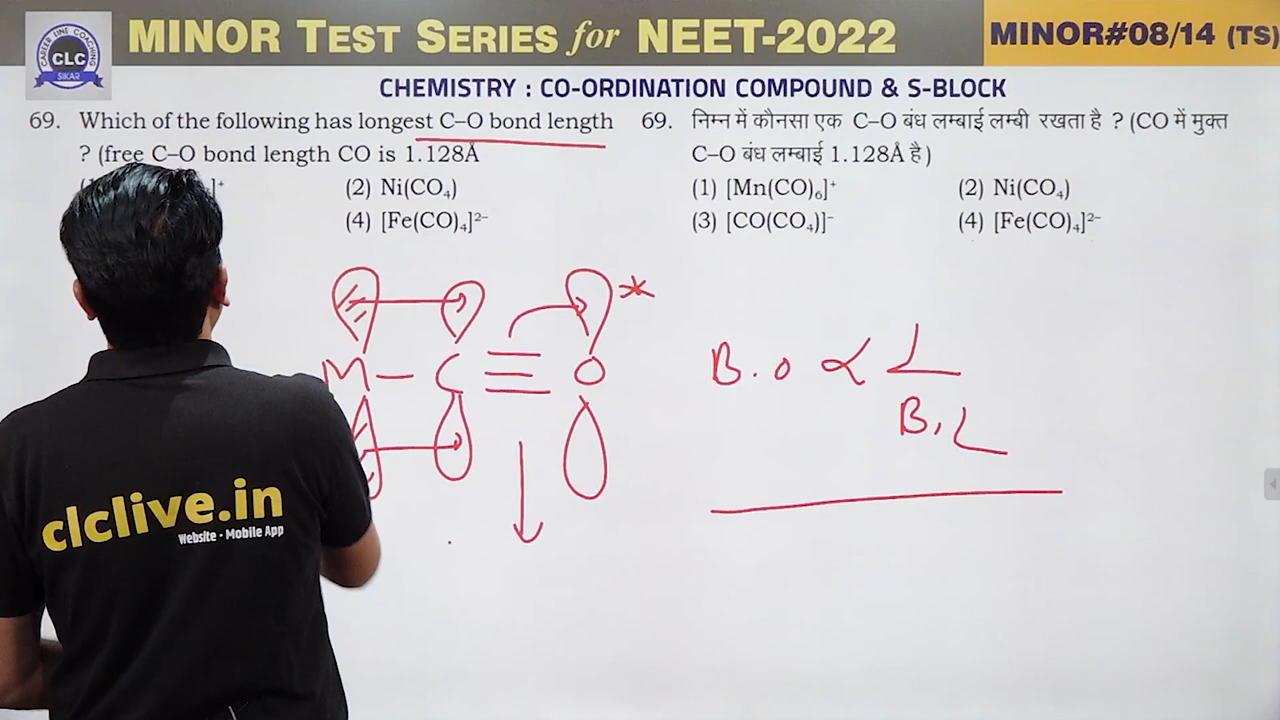 CAREER LINE COACHING
CLC
SIKAR
MINOR TEST SERIES for NEET-2022
MINOR#08/14 (TS)
CHEMISTRY : CO-ORDINATION COMPOUND & S-BLOCK
69. Which of the following has longest C–O bond length
? (free C–O bond length CO is 1.128Å
]⁺ (2) Ni(CO₄)
(4) [Fe(CO)₄]²⁻
69. निम्न में कौनसा एक C–O बंध लम्बाई लम्बी रखता है ? (CO में मुक्त
C–O बंध लम्बाई 1.128Å है)
(1) [Mn(CO)₆]⁺ (2) Ni(CO₄)
(3) [CO(CO₄)]⁻ (4) [Fe(CO)₄]²⁻
*
M – C ≡ O
B.O ∝ 1
B.L
clclive.in
Website - Mobile App